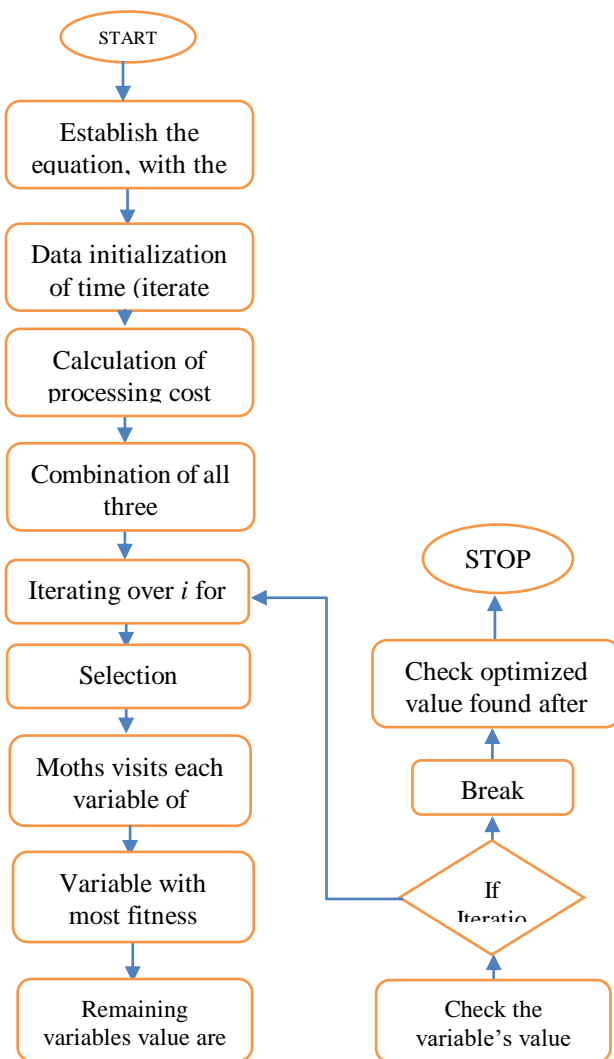 START
Establish the
equation, with the
Data initialization
of time (iterate
Calculation of
processing cost
Combination of all
three
Iterating over i for
Selection
Moths visits each
variable of
Variable with
most fitness
Remaining
variables value are
Check the
variable's value
If
Iteratio
Break
Check optimized
value found after
STOP